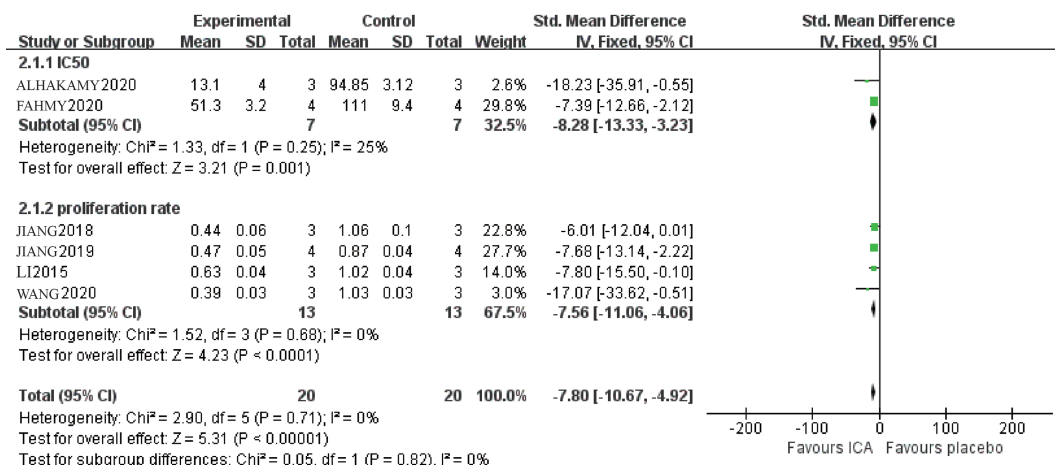 Experimental Control Std. Mean Difference Std. Mean Difference
Study or Subgroup Mean SD Total Mean SD Total Weight IV, Fixed, 95% CI IV, Fixed, 95% CI
2.1.1 IC50
ALHAKAMY2020 13.1 4 3 94.85 3.12 3 2.6% -18.23 [-35.91, -0.55]
FAHMY2020 51.3 3.2 4 111 9.4 4 29.8% -7.39 [-12.66, -2.12]
Subtotal (95% CI) 7 7 32.5% -8.28 [-13.33, -3.23]
Heterogeneity: Chi² = 1.33, df = 1 (P = 0.25); I² = 25%
Test for overall effect: Z = 3.21 (P = 0.001)
2.1.2 proliferation rate
JIANG2018 0.44 0.06 3 1.06 0.1 3 22.8% -6.01 [-12.04, 0.01]
JIANG2019 0.47 0.05 4 0.87 0.04 4 27.7% -7.68 [-13.14, -2.22]
LI2015 0.63 0.04 3 1.02 0.04 3 14.0% -7.80 [-15.50, -0.10]
WANG2020 0.39 0.03 3 1.03 0.03 3 3.0% -17.07 [-33.62, -0.51]
Subtotal (95% CI) 13 13 67.5% -7.56 [-11.06, -4.06]
Heterogeneity: Chi² = 1.52, df = 3 (P = 0.68); I² = 0%
Test for overall effect: Z = 4.23 (P < 0.0001)
Total (95% CI) 20 20 100.0% -7.80 [-10.67, -4.92]
Heterogeneity: Chi² = 2.90, df = 5 (P = 0.71); I² = 0%
Test for overall effect: Z = 5.31 (P < 0.00001)
Test for subgroup differences: Chi² = 0.05, df = 1 (P = 0.82), I² = 0%
-200 -100 0 100 200
Favours ICA Favours placebo